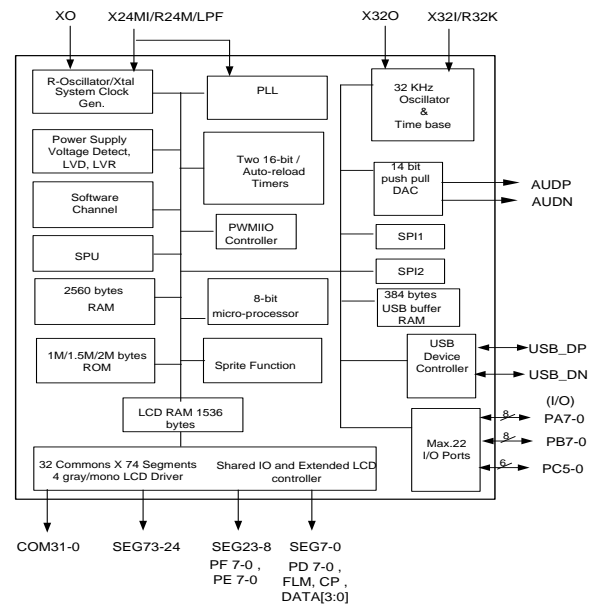 XO
X24MI/R24M/LPF
X32O
X32I/R32K
R-Oscillator/Xtal
System Clock
Gen.
PLL
32 KHz
Oscillator
&
Time base
Power Supply
Voltage Detect,
LVD, LVR
Two 16-bit /
Auto-reload
Timers
14 bit
push pull
DAC
AUDP
AUDN
Software
Channel
PWMIIO
Controller
SPI1
SPU
SPI2
2560 bytes
RAM
8-bit
micro-processor
384 bytes
USB buffer
RAM
1M/1.5M/2M bytes
ROM
Sprite Function
USB
Device
Controller
USB_DP
USB_DN
LCD RAM 1536
bytes
Max.22
I/O Ports
(I/O)
8
PA7-0
8
PB7-0
6
PC5-0
32 Commons X 74 Segments
4 gray/mono LCD Driver
Shared IO and Extended LCD
controller
COM31-0
SEG73-24
SEG23-8
PF 7-0 ,
PE 7-0
SEG7-0
PD 7-0 ,
FLM, CP ,
DATA[3:0]